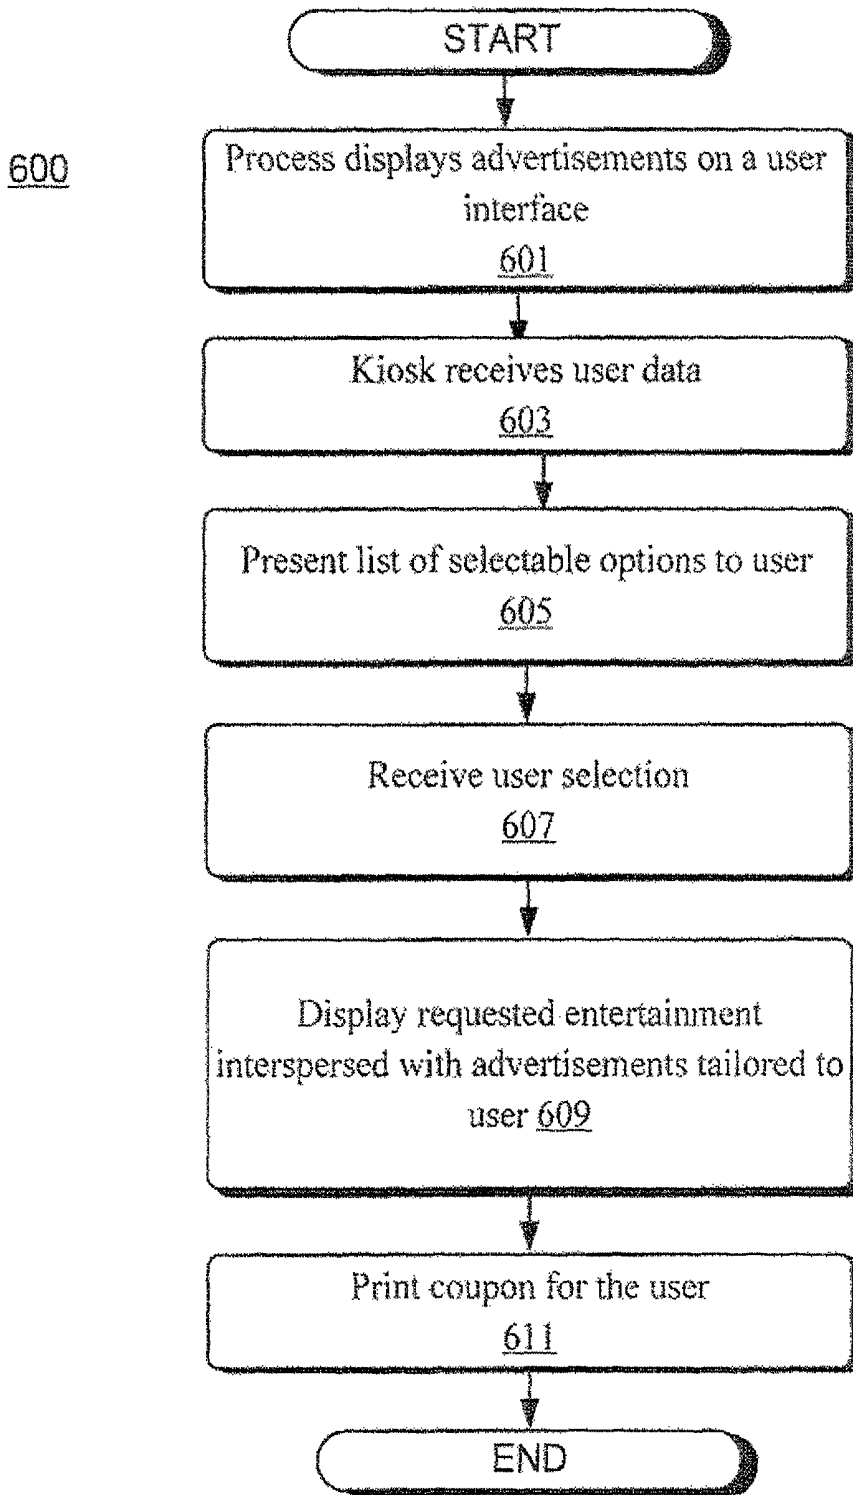 START
600
Process displays advertisements on a user
interface
601
Kiosk receives user data
603
Present list of selectable options to user
605
Receive user selection
607
Display requested entertainment
interspersed with advertisements tailored to
user 609
Print coupon for the user
611
END